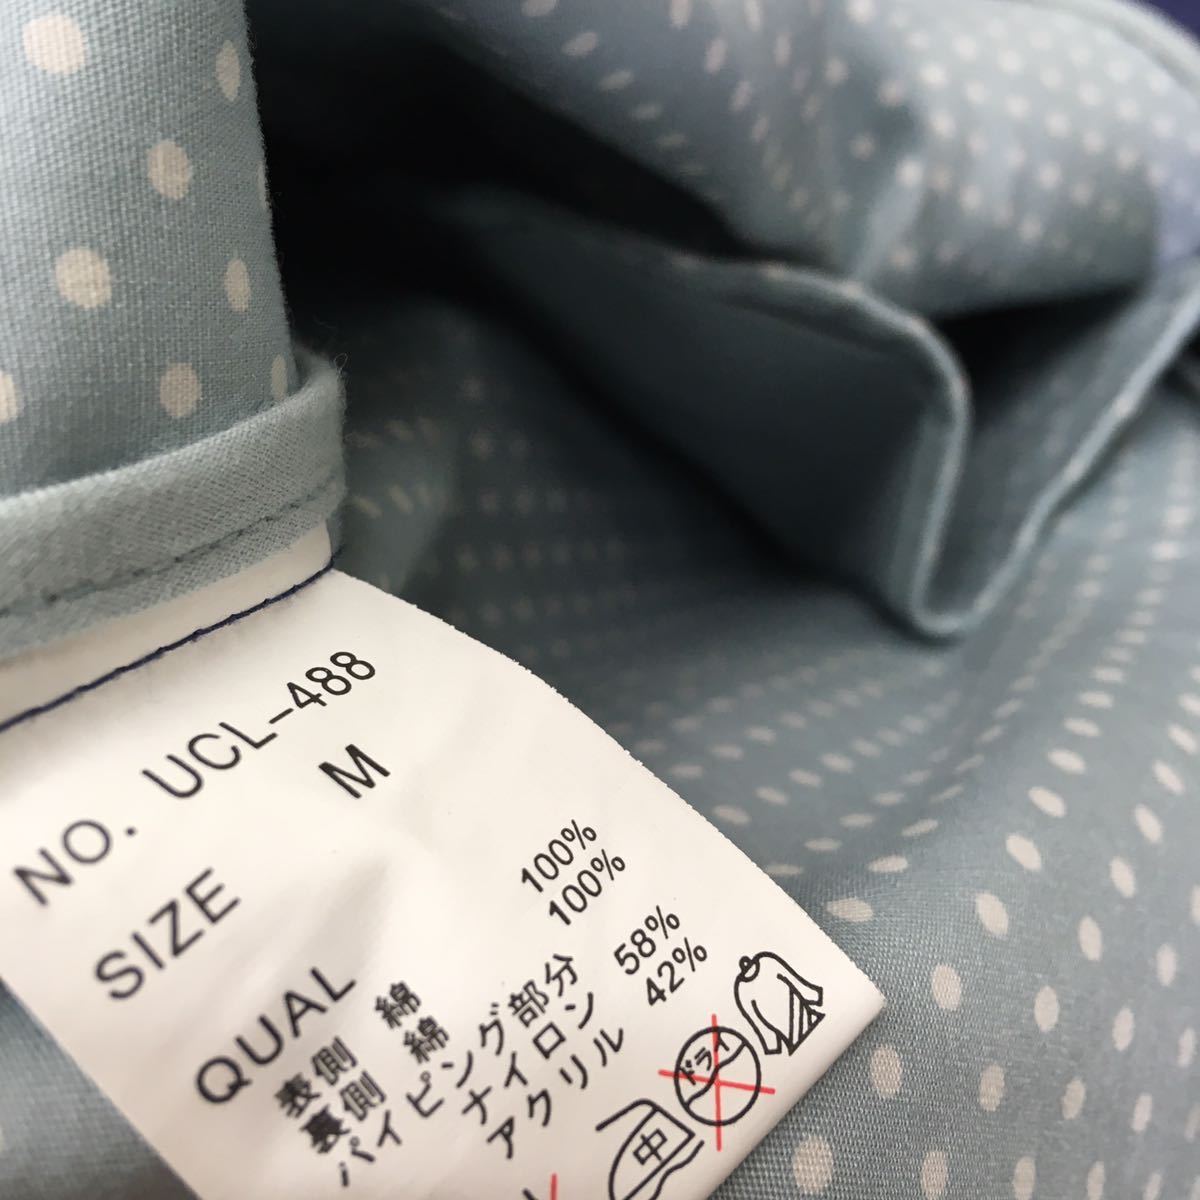 NO. UCL-488
SIZE M
QUAL
表側 綿 100%
裏側 綿 100%
パイピング部分
ナイロン 58%
アクリル 42%
中 ドライ